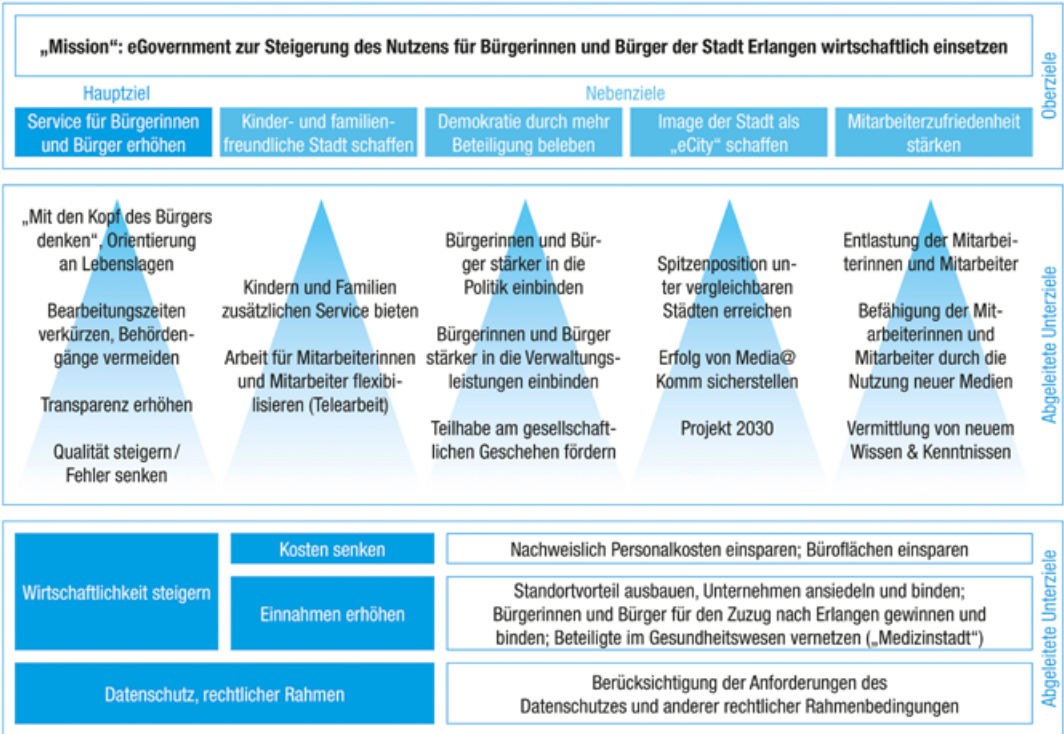 „Mission“: eGovernment zur Steigerung des Nutzens für Bürgerinnen und Bürger der Stadt Erlangen wirtschaftlich einsetzen
Hauptziel
Nebenziele
Service für Bürgerinnen
und Bürger erhöhen
Kinder- und familien-
freundliche Stadt schaffen
Demokratie durch mehr
Beteiligung beleben
Image der Stadt als
„eCity“ schaffen
Mitarbeiterzufriedenheit
stärken
Oberziele
„Mit den Kopf des Bürgers
denken“, Orientierung
an Lebenslagen
Bearbeitungszeiten
verkürzen, Behörden-
gänge vermeiden
Transparenz erhöhen
Qualität steigern/
Fehler senken
Kindern und Familien
zusätzlichen Service bieten
Arbeit für Mitarbeiterinnen
und Mitarbeiter flexibi-
lisieren (Telearbeit)
Bürgerinnen und Bür-
ger stärker in die
Politik einbinden
Bürgerinnen und Bürger
stärker in die Verwaltungs-
leistungen einbinden
Teilhabe am gesellschaft-
lichen Geschehen fördern
Spitzenposition un-
ter vergleichbaren
Städten erreichen
Erfolg von Media@
Komm sicherstellen
Projekt 2030
Entlastung der Mitarbei-
terinnen und Mitarbeiter
Befähigung der Mit-
arbeiterinnen und
Mitarbeiter durch die
Nutzung neuer Medien
Vermittlung von neuem
Wissen & Kenntnissen
Abgeleitete Unterziele
Wirtschaftlichkeit steigern
Kosten senken
Nachweislich Personalkosten einsparen; Büroflächen einsparen
Einnahmen erhöhen
Standortvorteil ausbauen, Unternehmen ansiedeln und binden;
Bürgerinnen und Bürger für den Zuzug nach Erlangen gewinnen und
binden; Beteiligte im Gesundheitswesen vernetzen („Medizinstadt“)
Datenschutz, rechtlicher Rahmen
Berücksichtigung der Anforderungen des
Datenschutzes und anderer rechtlicher Rahmenbedingungen
Abgeleitete Unterziele